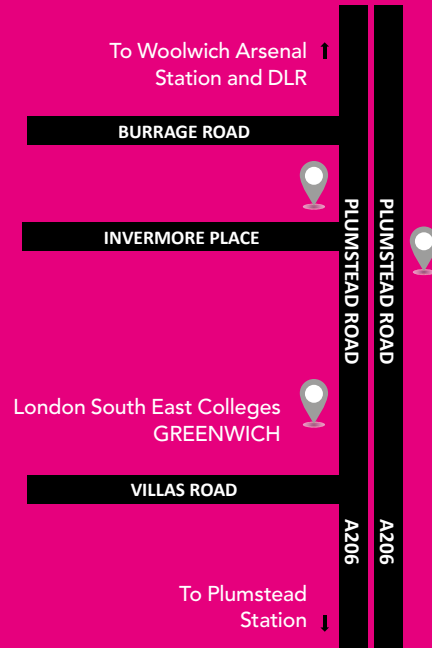 To Woolwich Arsenal
Station and DLR
BURRAGE ROAD
PLUMSTEAD ROAD
PLUMSTEAD ROAD
INVERMORE PLACE
London South East Colleges
GREENWICH
VILLAS ROAD
A206
A206
To Plumstead
Station